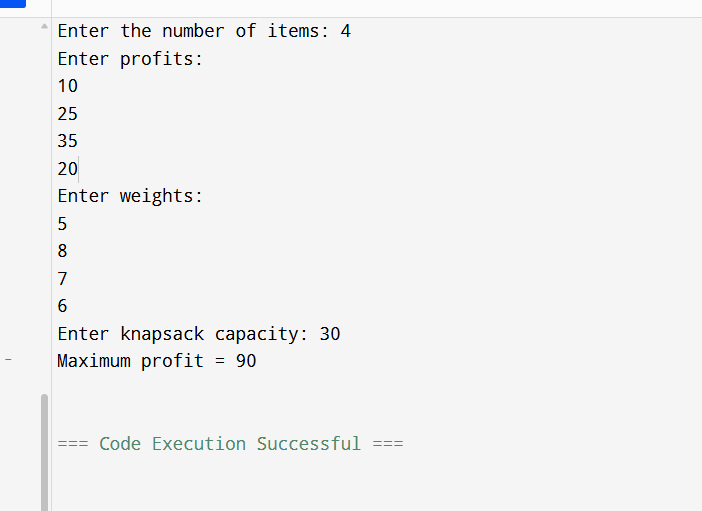 Enter the number of items: 4
Enter profits:
10
25
35
20
Enter weights:
5
8
7
6
Enter knapsack capacity: 30
Maximum profit = 90
=== Code Execution Successful ===